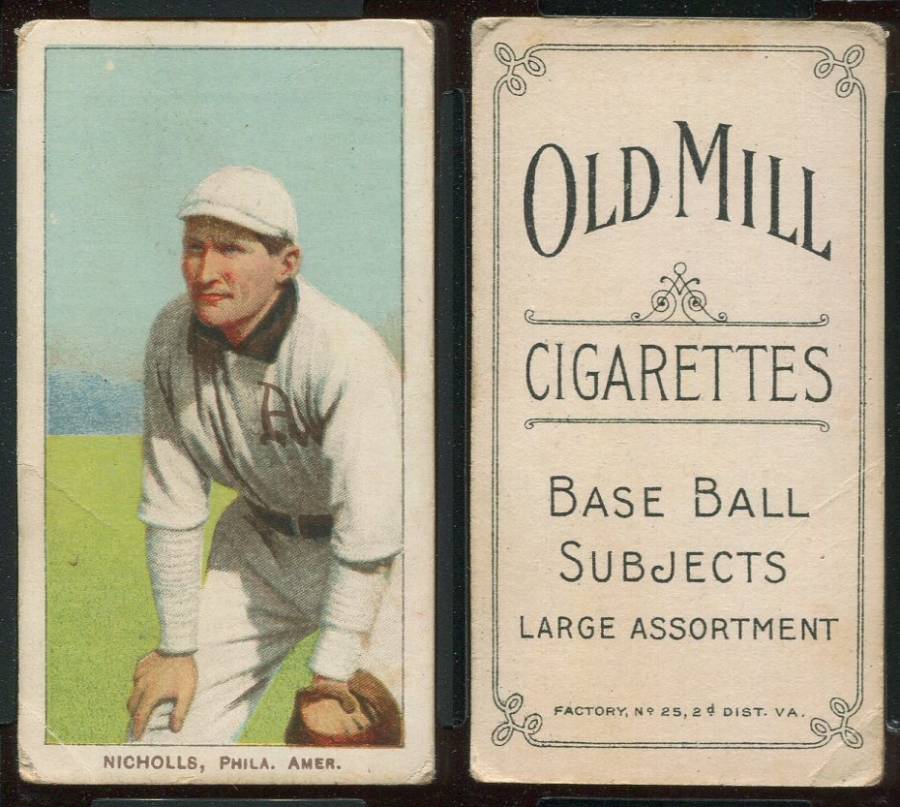 A
NICHOLLS, PHILA. AMER.
OLD MILL
CIGARETTES
BASE BALL
SUBJECTS
LARGE ASSORTMENT
FACTORY, Nº 25, 2d DIST. VA.